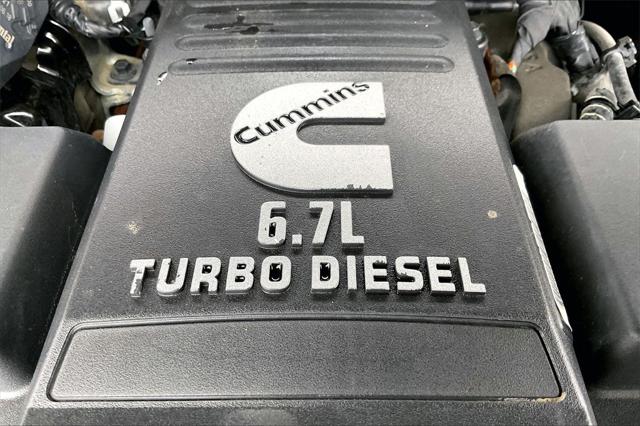 Cummins
6.7L
TURBO DIESEL